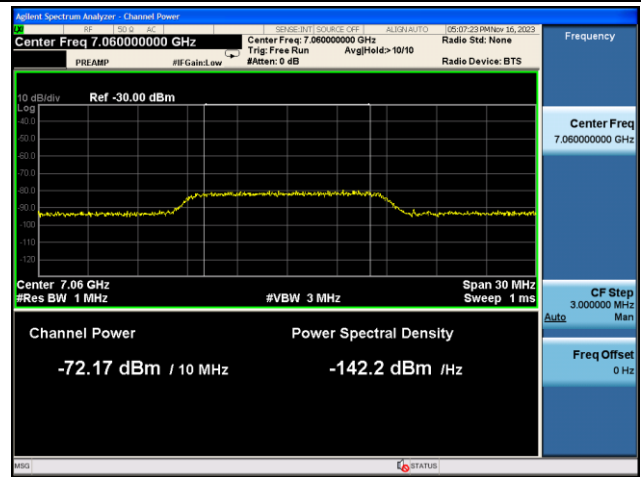 Agilent Spectrum Analyzer - Channel Power
RF 50 Ω AC SENSE:INT SOURCE OFF ALIGN AUTO 05:07:23 PM Nov 16, 2023
Center Freq 7.060000000 GHz
Center Freq: 7.060000000 GHz
Radio Std: None
Trig: Free Run Avg|Hold:> 10/10
PREAMP #IFGain:Low #Atten: 0 dB Radio Device: BTS
10 dB/div Ref -30.00 dBm
Log
-40.0
-50.0
-60.0
-70.0
-80.0
-90.0
-100
-110
-120
Center 7.06 GHz Span 30 MHz
#Res BW 1 MHz #VBW 3 MHz Sweep 1 ms
Channel Power Power Spectral Density
-72.17 dBm / 10 MHz -142.2 dBm /Hz
Frequency
Center Freq
7.060000000 GHz
CF Step
3.000000 MHz
Auto Man
Freq Offset
0 Hz
MSG STATUS